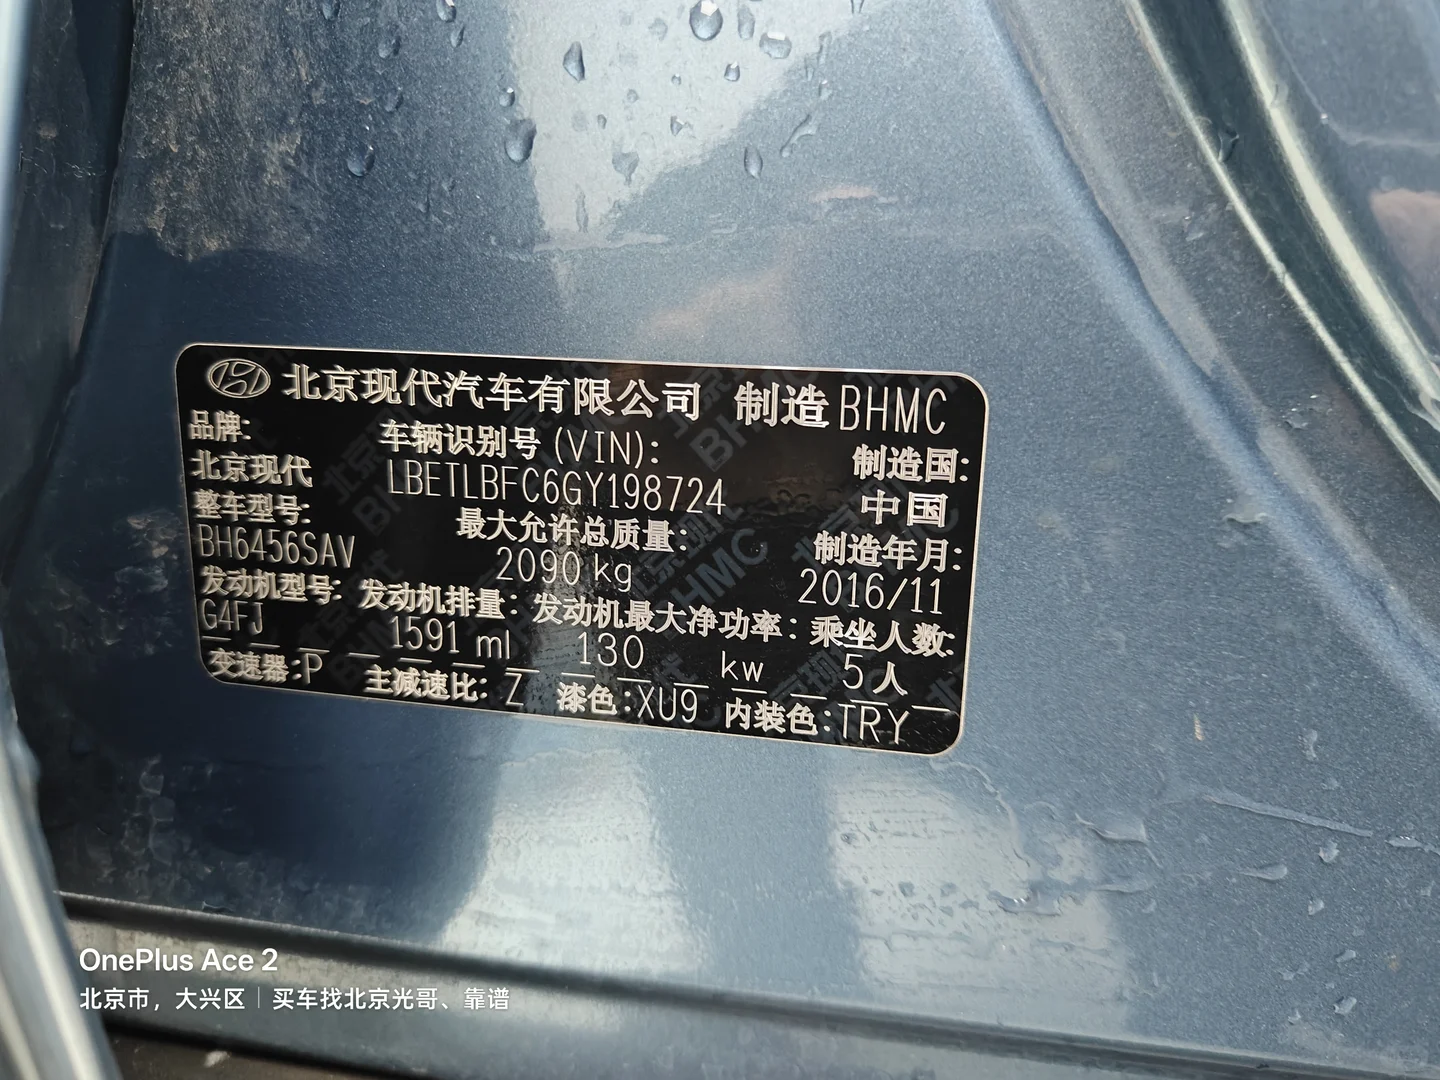 北京现代汽车有限公司 制造 BHMC
品牌: 车辆识别号 (VIN): 制造国:
北京现代 LBETLBFC6GY198724 中国
整车型号: 最大允许总质量: 制造年月:
BH6456SAV 2090 kg 2016/11
发动机型号: 发动机排量: 发动机最大净功率: 乘坐人数:
G4FJ 1591 ml 130 kw 5人
变速器:P 主减速比: Z 漆色:XU9 内装色:TRY
OnePlus Ace 2
北京市，大兴区｜买车找北京光哥、靠谱